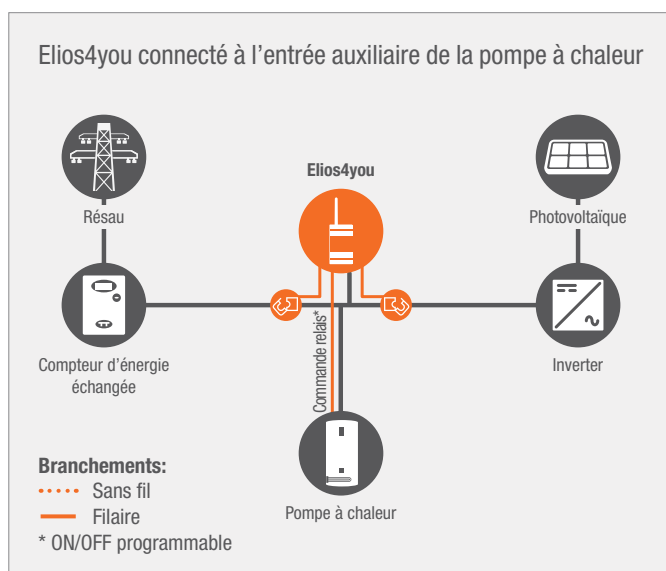 Elios4you connecté à l'entrée auxiliaire de la pompe à chaleur
Elios4you
Résau
Photovoltaïque
Compteur d'énergie
échangée
Inverter
Commande relais*
Pompe à chaleur
Branchements:
Sans fil
Filaire
* ON/OFF programmable